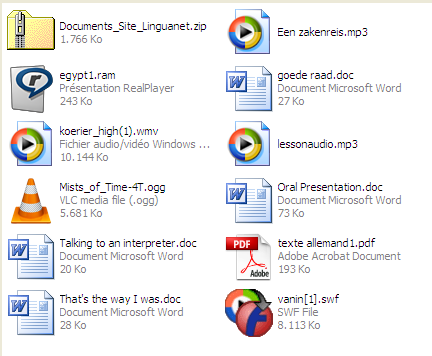 Documents_Site_Linguanet.zip
1.766 Ko
Een zakenreis.mp3
egypt1.ram
Présentation RealPlayer
243 Ko
goede raad.doc
Document Microsoft Word
27 Ko
koerier_high(1).wmv
Fichier audio/vidéo Windows ...
10.144 Ko
lessonaudio.mp3
Mists_of_Time-4T.ogg
VLC media file (.ogg)
5.681 Ko
Oral Presentation.doc
Document Microsoft Word
73 Ko
Talking to an interpreter.doc
Document Microsoft Word
20 Ko
PDF
Adobe
texte allemand1.pdf
Adobe Acrobat Document
193 Ko
That's the way I was.doc
Document Microsoft Word
28 Ko
vanin[1].swf
SWF File
8.113 Ko